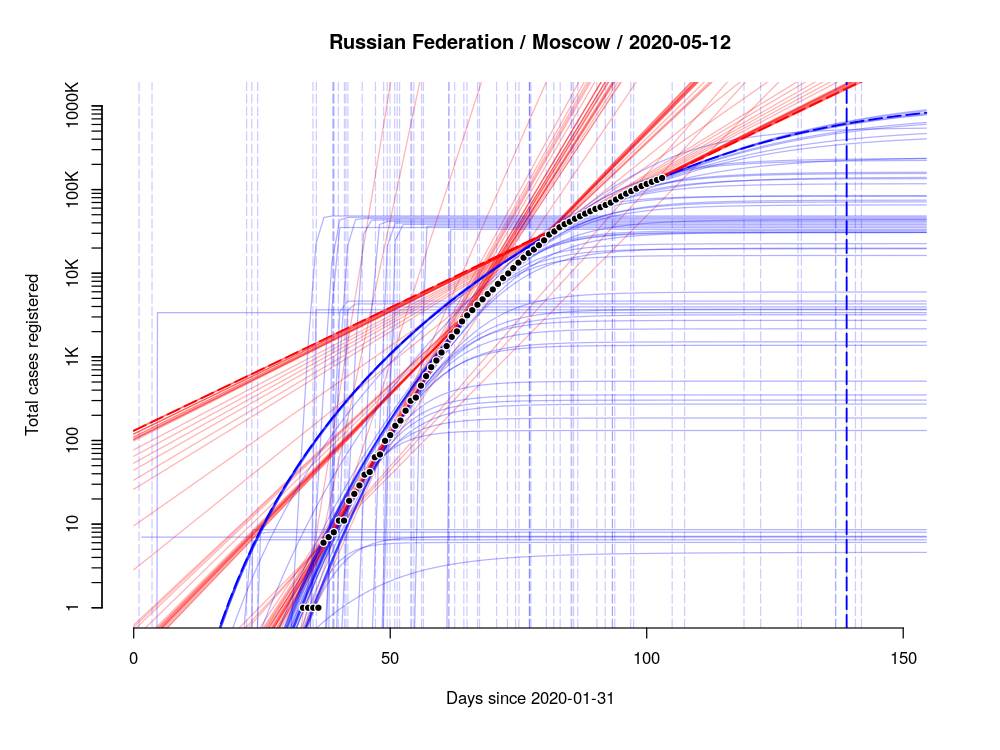 Russian Federation / Moscow / 2020-05-12
Total cases registered
1000K
100K
10K
1K
100
10
1
0 50 100 150
Days since 2020-01-31